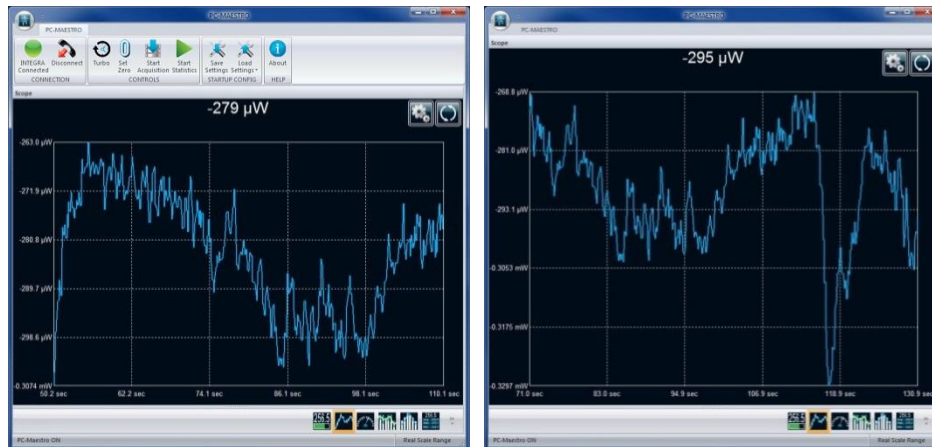 PC-MAESTRO
PC-MAESTRO
INTEGRA Connected
Disconnect
CONNECTION
Turbo
Set Zero
Start Acquisition
Start Statistics
CONTROLS
Save Settings
Load Settings
STARTUP CONFIG
About
HELP
Scope
-279 µW
-263.0 µW
-271.9 µW
-280.8 µW
-289.7 µW
-298.6 µW
-0.3074 mW
50.2 sec
62.2 sec
74.1 sec
86.1 sec
98.1 sec
110.1 sec
PC-Maestro ON
Real Scale Range
PC-MAESTRO
PC-MAESTRO
Scope
-295 µW
-268.8 µW
-281.0 µW
-293.1 µW
-0.3053 mW
-0.3175 mW
-0.3297 mW
71.0 sec
83.0 sec
94.9 sec
106.9 sec
118.9 sec
130.9 sec
PC-Maestro ON
Real Scale Range